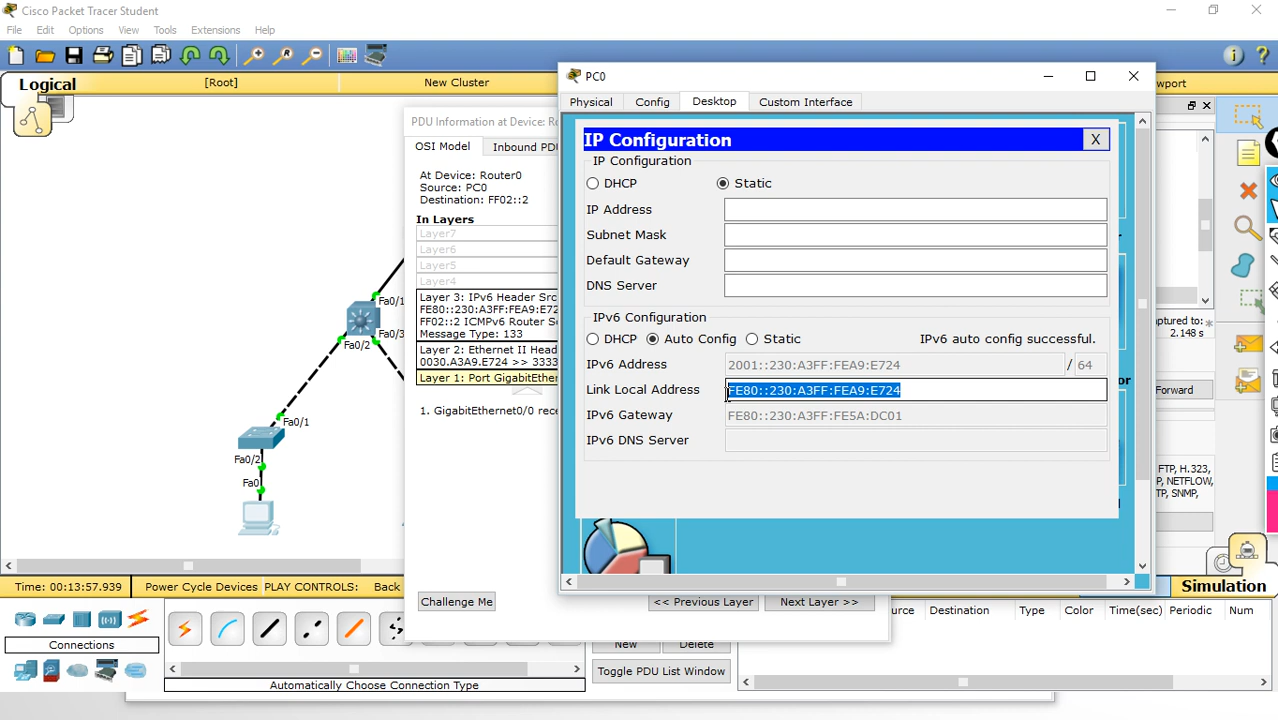 Cisco Packet Tracer Student
File Edit Options View Tools Extensions Help
Logical
[Root]
New Cluster
PC0
Physical Config Desktop Custom Interface
IP Configuration
X
IP Configuration
DHCP Static
IP Address
Subnet Mask
Default Gateway
DNS Server
IPv6 Configuration
DHCP Auto Config Static IPv6 auto config successful.
IPv6 Address 2001::230:A3FF:FEA9:E724 / 64
Link Local Address FE80::230:A3FF:FEA9:E724
IPv6 Gateway FE80::230:A3FF:FE5A:DC01
IPv6 DNS Server
PDU Information at Device: Ro
OSI Model Inbound PDU
At Device: Router0
Source: PC0
Destination: FF02::2
In Layers
Layer7
Layer6
Layer5
Layer4
Layer 3: IPv6 Header Src
FE80::230:A3FF:FEA9:E72
FF02::2 ICMPv6 Router S
Message Type: 133
Layer 2: Ethernet II Head
0030.A3A9.E724 >> 3333
Layer 1: Port GigabitEther
1. GigabitEthernet0/0 rece
Challenge Me
<< Previous Layer
Next Layer >>
Fa0/1
Fa0/3
Fa0/2
Fa0/1
Fa0/2
Fa0
ewport
ptured to:
2.148 s
Forward
FTP, H.323,
P, NETFLOW,
TP, SNMP,
Time: 00:13:57.939 Power Cycle Devices PLAY CONTROLS: Back
Simulation
Connections
Automatically Choose Connection Type
New
Delete
Toggle PDU List Window
ource Destination Type Color Time(sec) Periodic Num